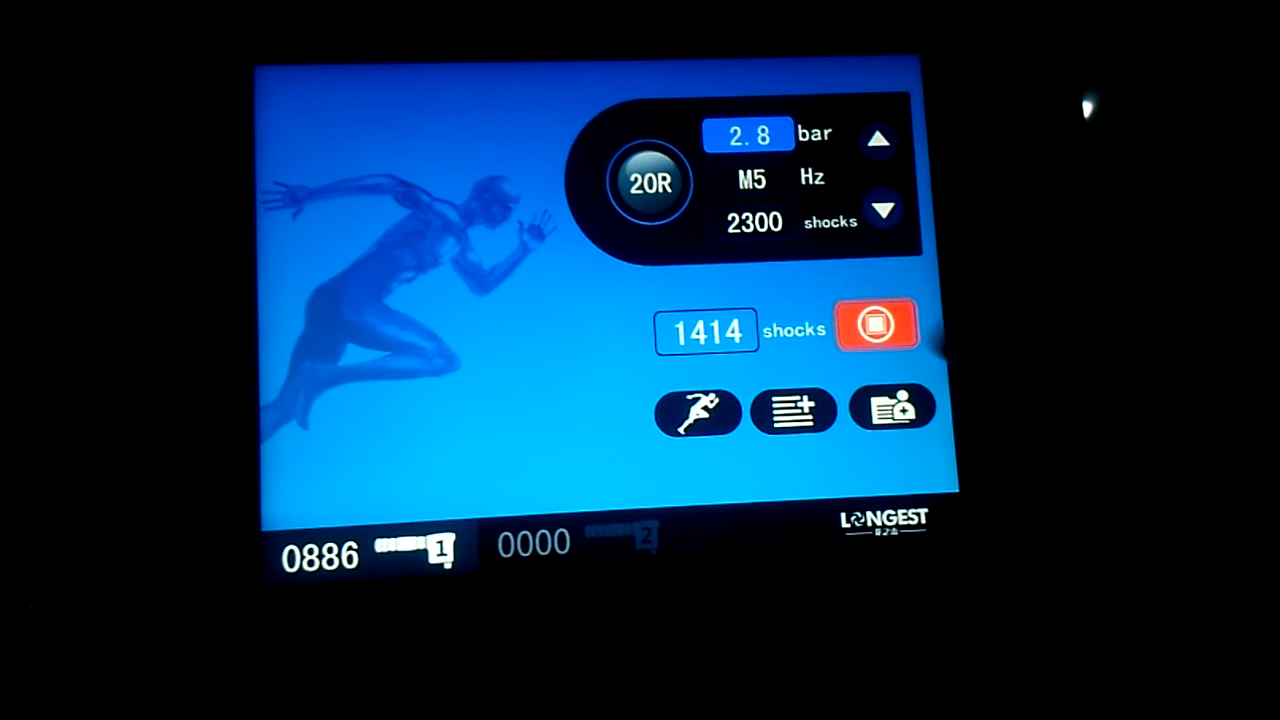 2.8 bar
20R
M5 Hz
2300 shocks
1414 shocks
0886 1
0000 2
LONGEST